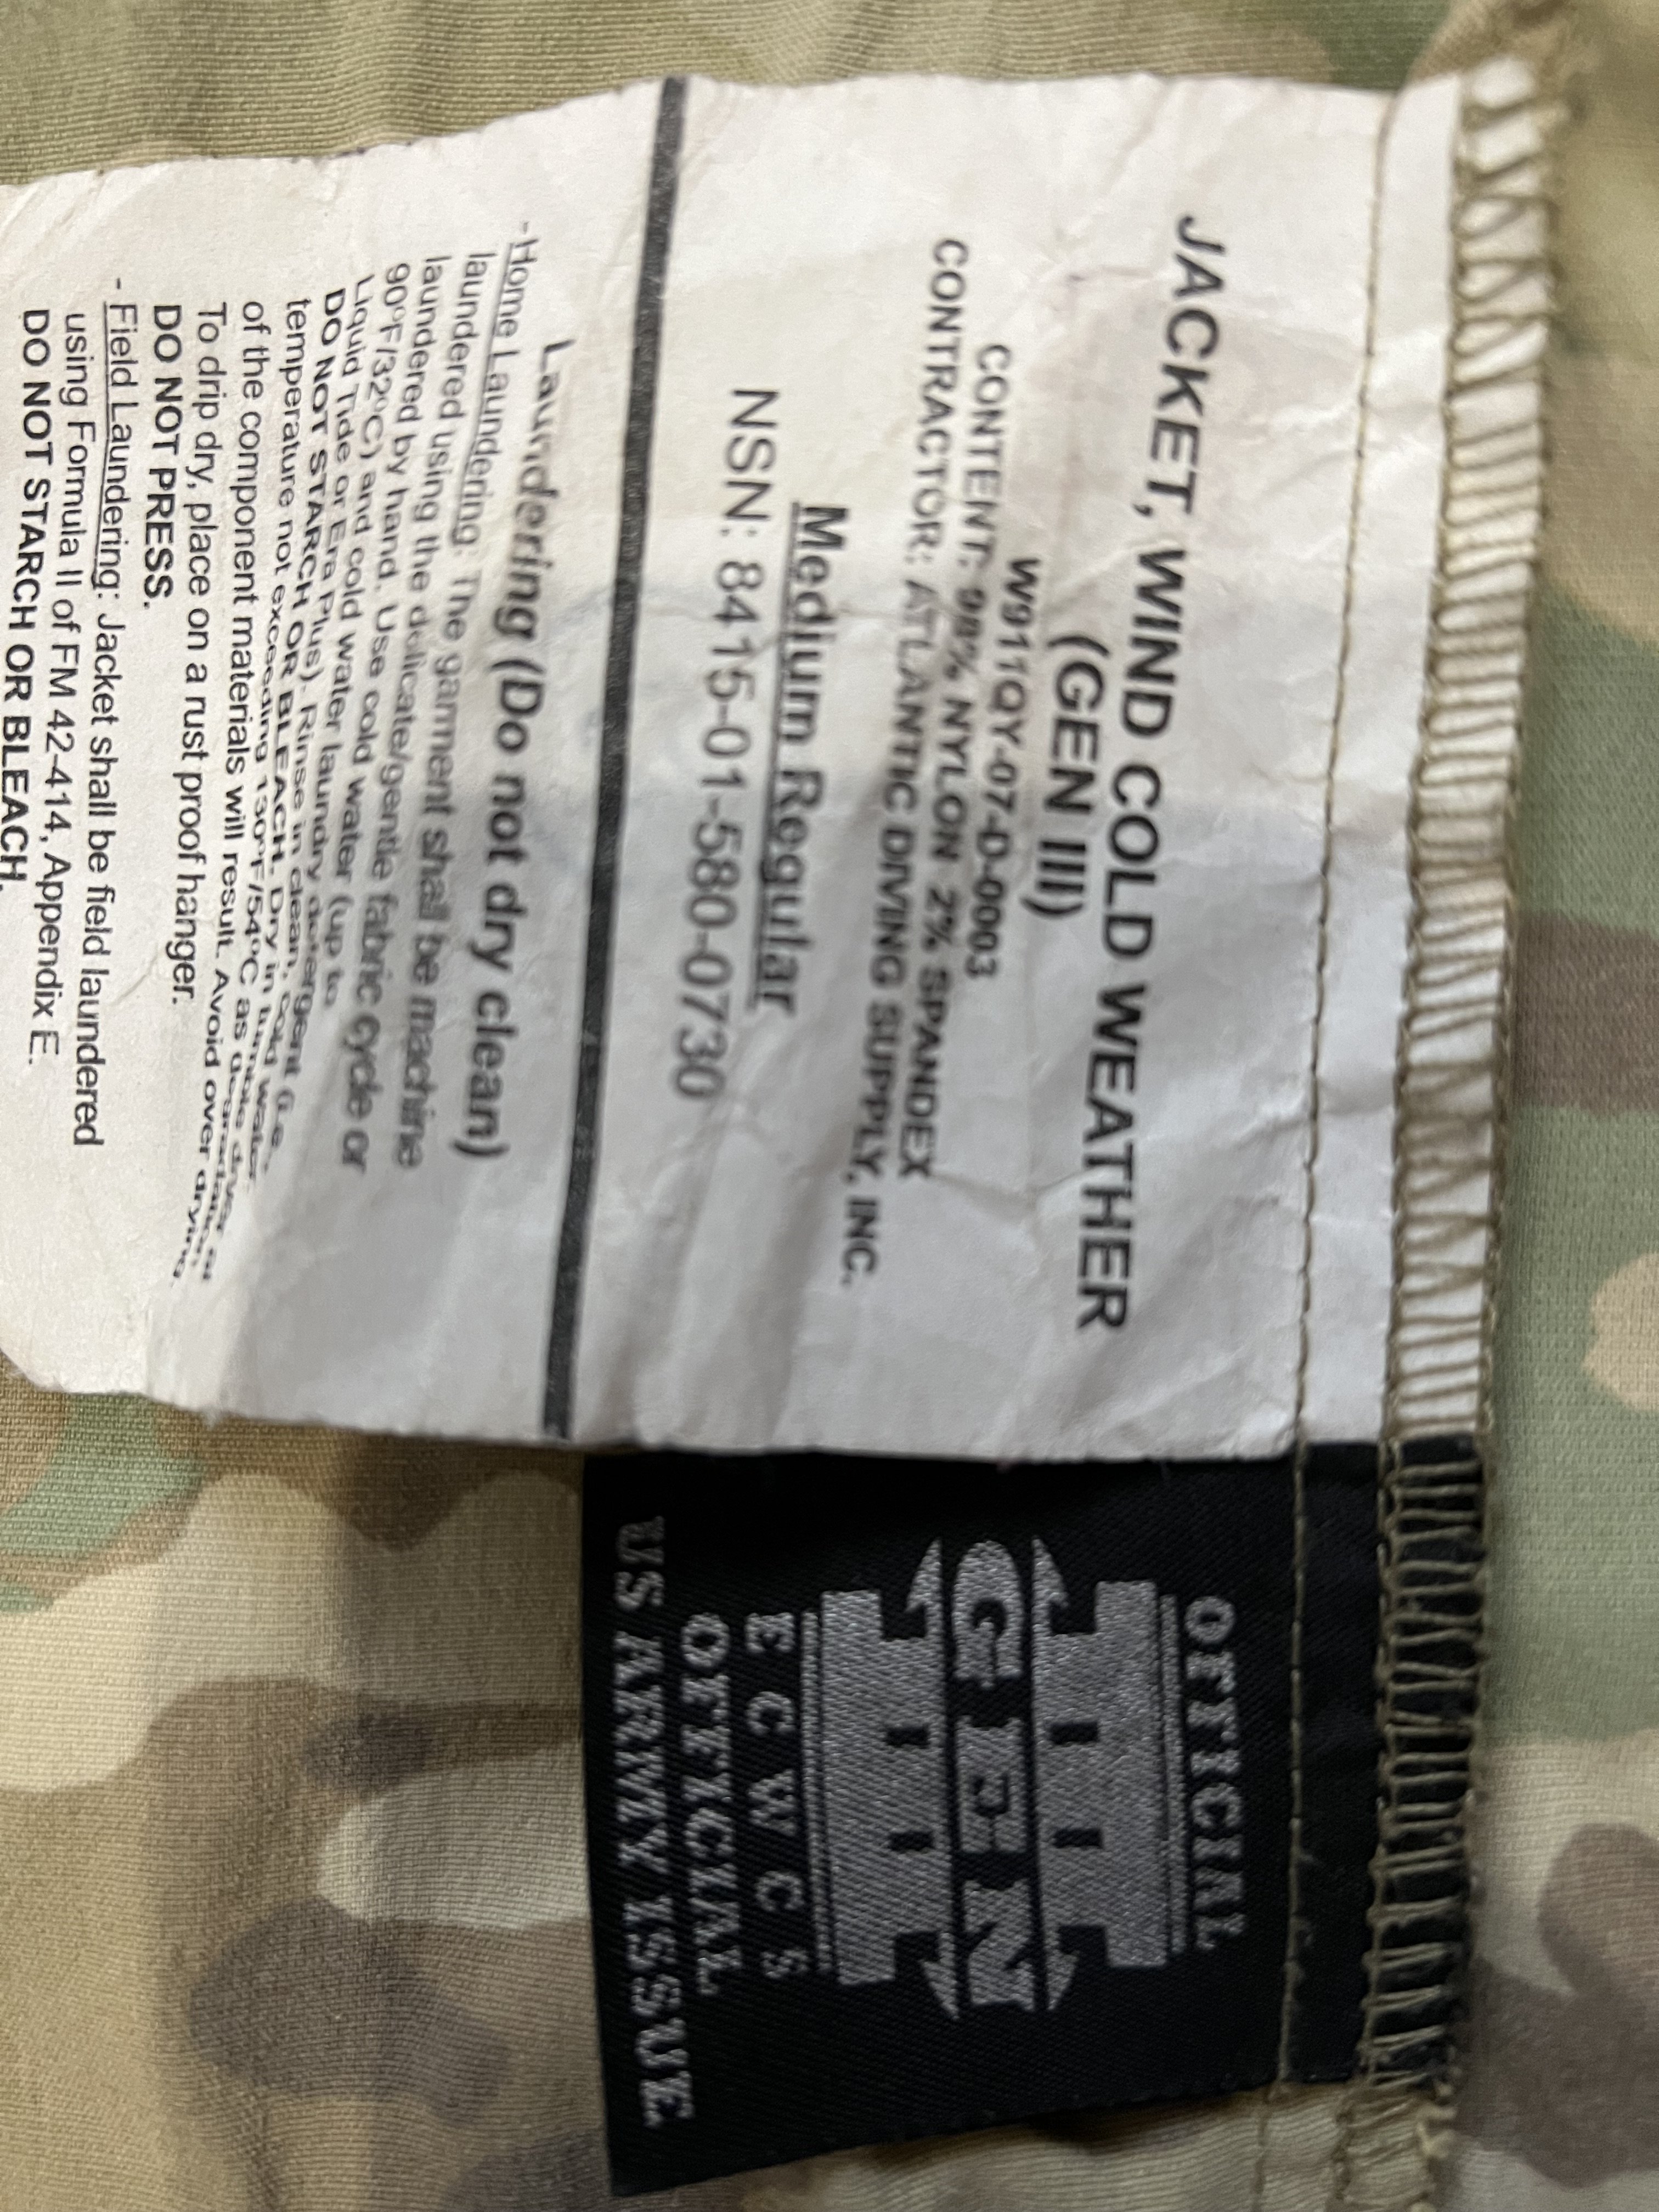 JACKET, WIND COLD WEATHER
(GEN III)
W911QY-07-D-0003
CONTENT: 98% NYLON 2% SPANDEX
CONTRACTOR: ATLANTIC DIVING SUPPLY, INC.
Medium Regular
NSN: 8415-01-580-0730
Laundering (Do not dry clean)
- Home Laundering: The garment shall be machine
laundered using the delicate/gentle fabric cycle or
laundered by hand. Use cold water (up to
90°F/32°C) and cold water laundry detergent (i.e.,
Liquid Tide or Era Plus). Rinse in clean, cold water.
DO NOT STARCH OR BLEACH. Dry in tumble dryer at
temperature not exceeding 130°F/54°C as degradation
of the component materials will result. Avoid over drying.
To drip dry, place on a rust proof hanger.
DO NOT PRESS.
- Field Laundering: Jacket shall be field laundered
using Formula II of FM 42-414, Appendix E.
DO NOT STARCH OR BLEACH.
OFFICIAL
GEN
III
ECWCS
OFFICIAL
US ARMY ISSUE